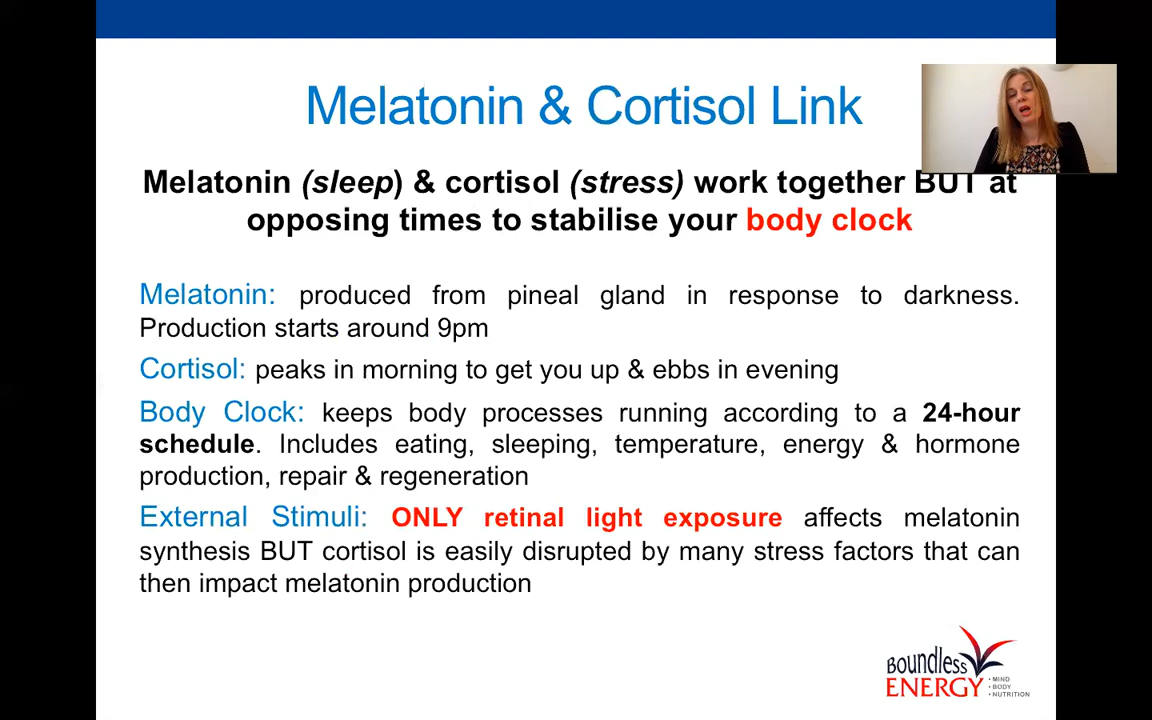 Melatonin & Cortisol Link
Melatonin (sleep) & cortisol (stress) work together BUT at
opposing times to stabilise your body clock
Melatonin: produced from pineal gland in response to darkness.
Production starts around 9pm
Cortisol: peaks in morning to get you up & ebbs in evening
Body Clock: keeps body processes running according to a 24-hour
schedule. Includes eating, sleeping, temperature, energy & hormone
production, repair & regeneration
External Stimuli: ONLY retinal light exposure affects melatonin
synthesis BUT cortisol is easily disrupted by many stress factors that can
then impact melatonin production
Boundless
ENERGY
• MIND
• BODY
• NUTRITION